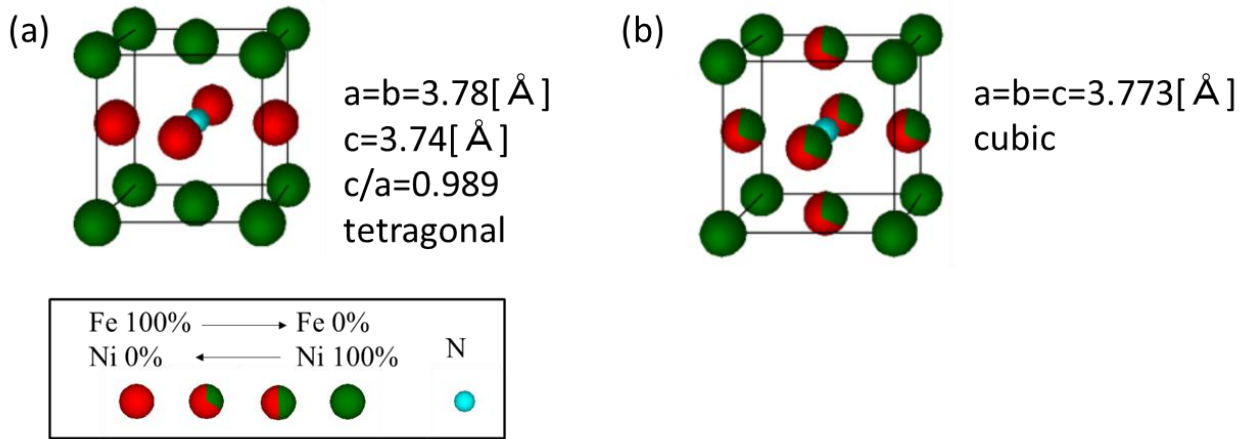 (a)
a=b=3.78[Å]
c=3.74[Å]
c/a=0.989
tetragonal
(b)
a=b=c=3.773[Å]
cubic
Fe 100% → Fe 0%
Ni 0% ← Ni 100%
N